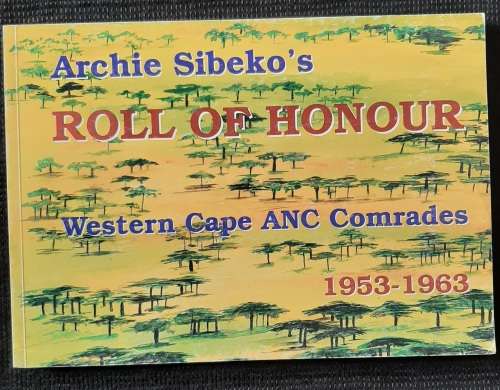 Archie Sibeko's
ROLL OF HONOUR
Western Cape ANC Comrades
1953-1963